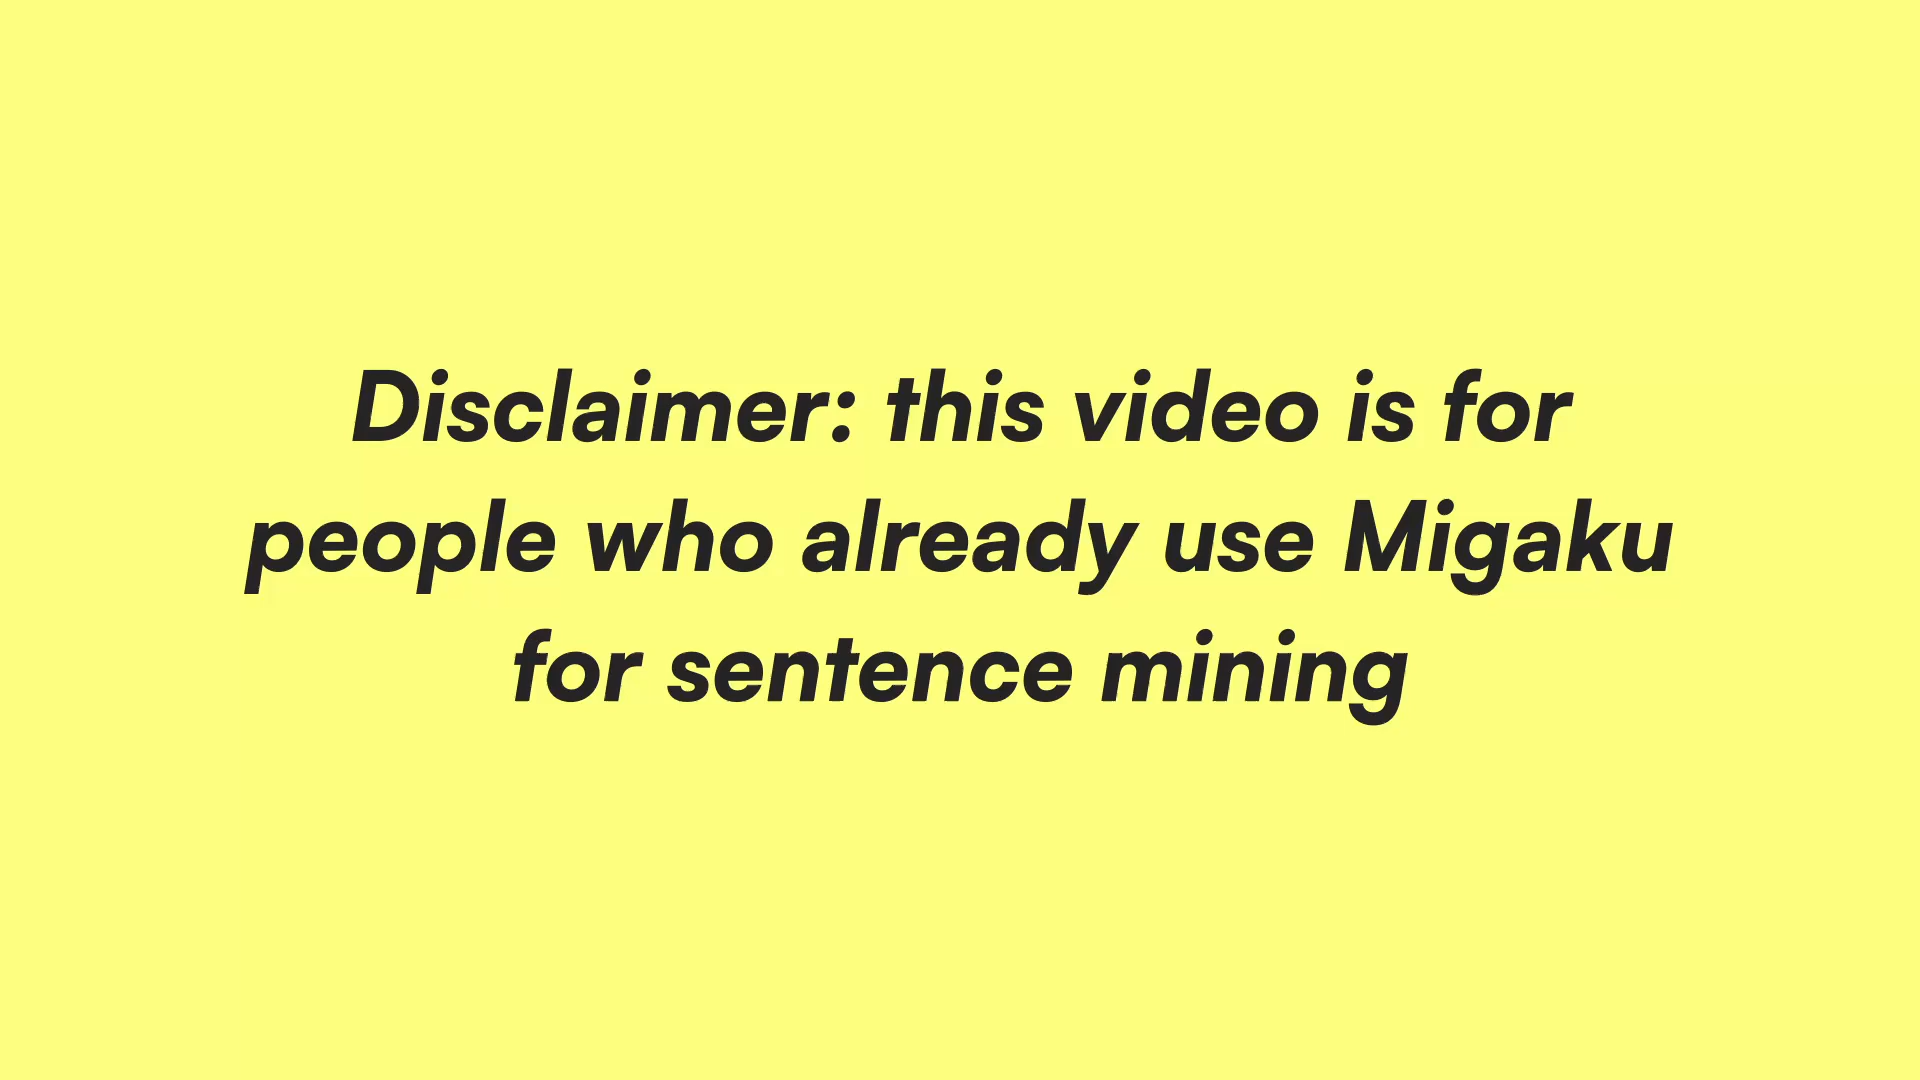 Disclaimer: this video is for
people who already use Migaku
for sentence mining